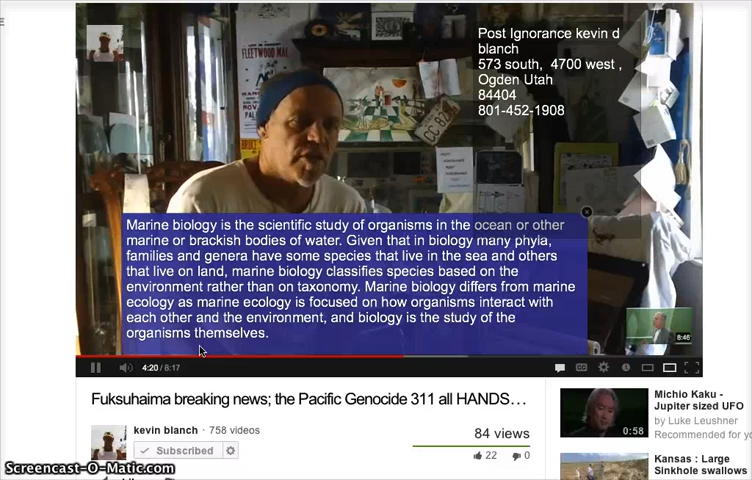 FLEETWOOD MAC
Post Ignorance kevin d
blanch
573 south, 4700 west ,
Ogden Utah
84404
801-452-1908
Marine biology is the scientific study of organisms in the ocean or other
marine or brackish bodies of water. Given that in biology many phyla,
families and genera have some species that live in the sea and others
that live on land, marine biology classifies species based on the
environment rather than on taxonomy. Marine biology differs from marine
ecology as marine ecology is focused on how organisms interact with
each other and the environment, and biology is the study of the
organisms themselves.
8:46
4:20 / 8:17
CC
Fuksuhaima breaking news; the Pacific Genocide 311 all HANDS…
kevin blanch · 758 videos
Subscribed
84 views
22
0
Michio Kaku -
Jupiter sized UFO
by Luke Leushner
Recommended for
0:58
Kansas : Large
Sinkhole swallows
Screencast-O-Matic.com